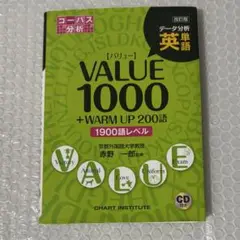 コーパス
分析
改訂版
データ分析
英単語
【バリュー】
VALUE
1000
+WARM UP 200語
1900語レベル
京都外国語大学教授
赤野 一郎
VALUE
CHART INSTITUTE
CD